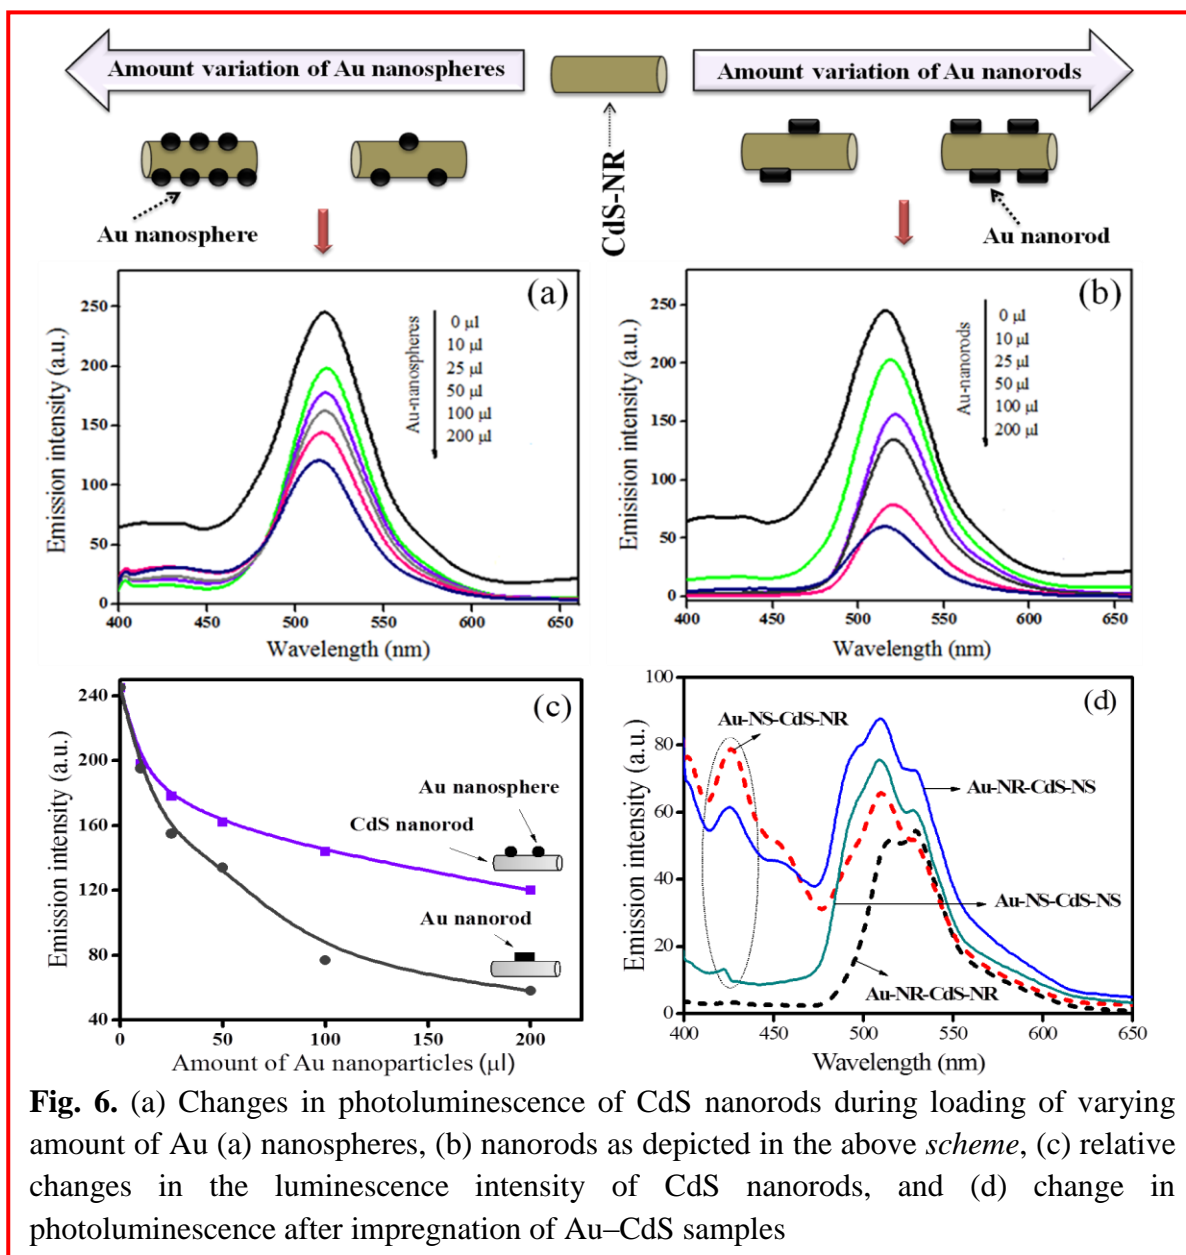 Amount variation of Au nanospheres
Amount variation of Au nanorods
CdS-NR
Au nanosphere
Au nanorod
(a)
Emission intensity (a.u.)
250
200
150
100
50
0
400
450
500
550
600
650
Wavelength (nm)
Au-nanospheres
0 µl
10 µl
25 µl
50 µl
100 µl
200 µl
(b)
Emission intensity (a.u.)
250
200
150
100
50
0
400
450
500
550
600
650
Wavelength (nm)
Au-nanorods
0 µl
10 µl
25 µl
50 µl
100 µl
200 µl
(c)
Emission intensity (a.u.)
240
200
160
120
80
40
0
50
100
150
200
Amount of Au nanoparticles (µl)
Au nanosphere
CdS nanorod
Au nanorod
(d)
Emission intensity (a.u.)
100
80
60
40
20
0
400
450
500
550
600
650
Wavelength (nm)
Au-NS-CdS-NR
Au-NR-CdS-NS
Au-NS-CdS-NS
Au-NR-CdS-NR
Fig. 6. (a) Changes in photoluminescence of CdS nanorods during loading of varying
amount of Au (a) nanospheres, (b) nanorods as depicted in the above scheme, (c) relative
changes in the luminescence intensity of CdS nanorods, and (d) change in
photoluminescence after impregnation of Au–CdS samples